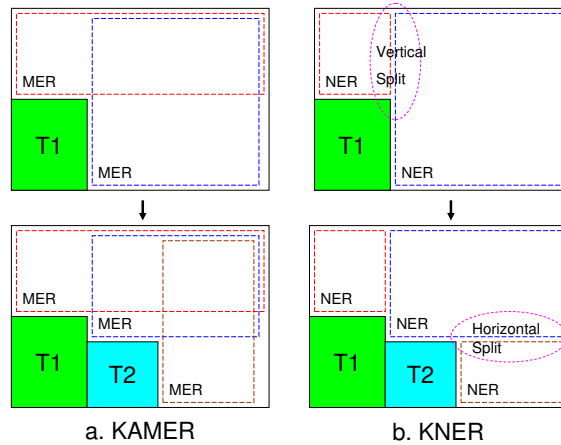 MER
T1
MER
Vertical
Split
NER
T1
NER
MER
MER
T1
T2
MER
NER
NER
Horizontal
Split
T1
T2
NER
a. KAMER
b. KNER